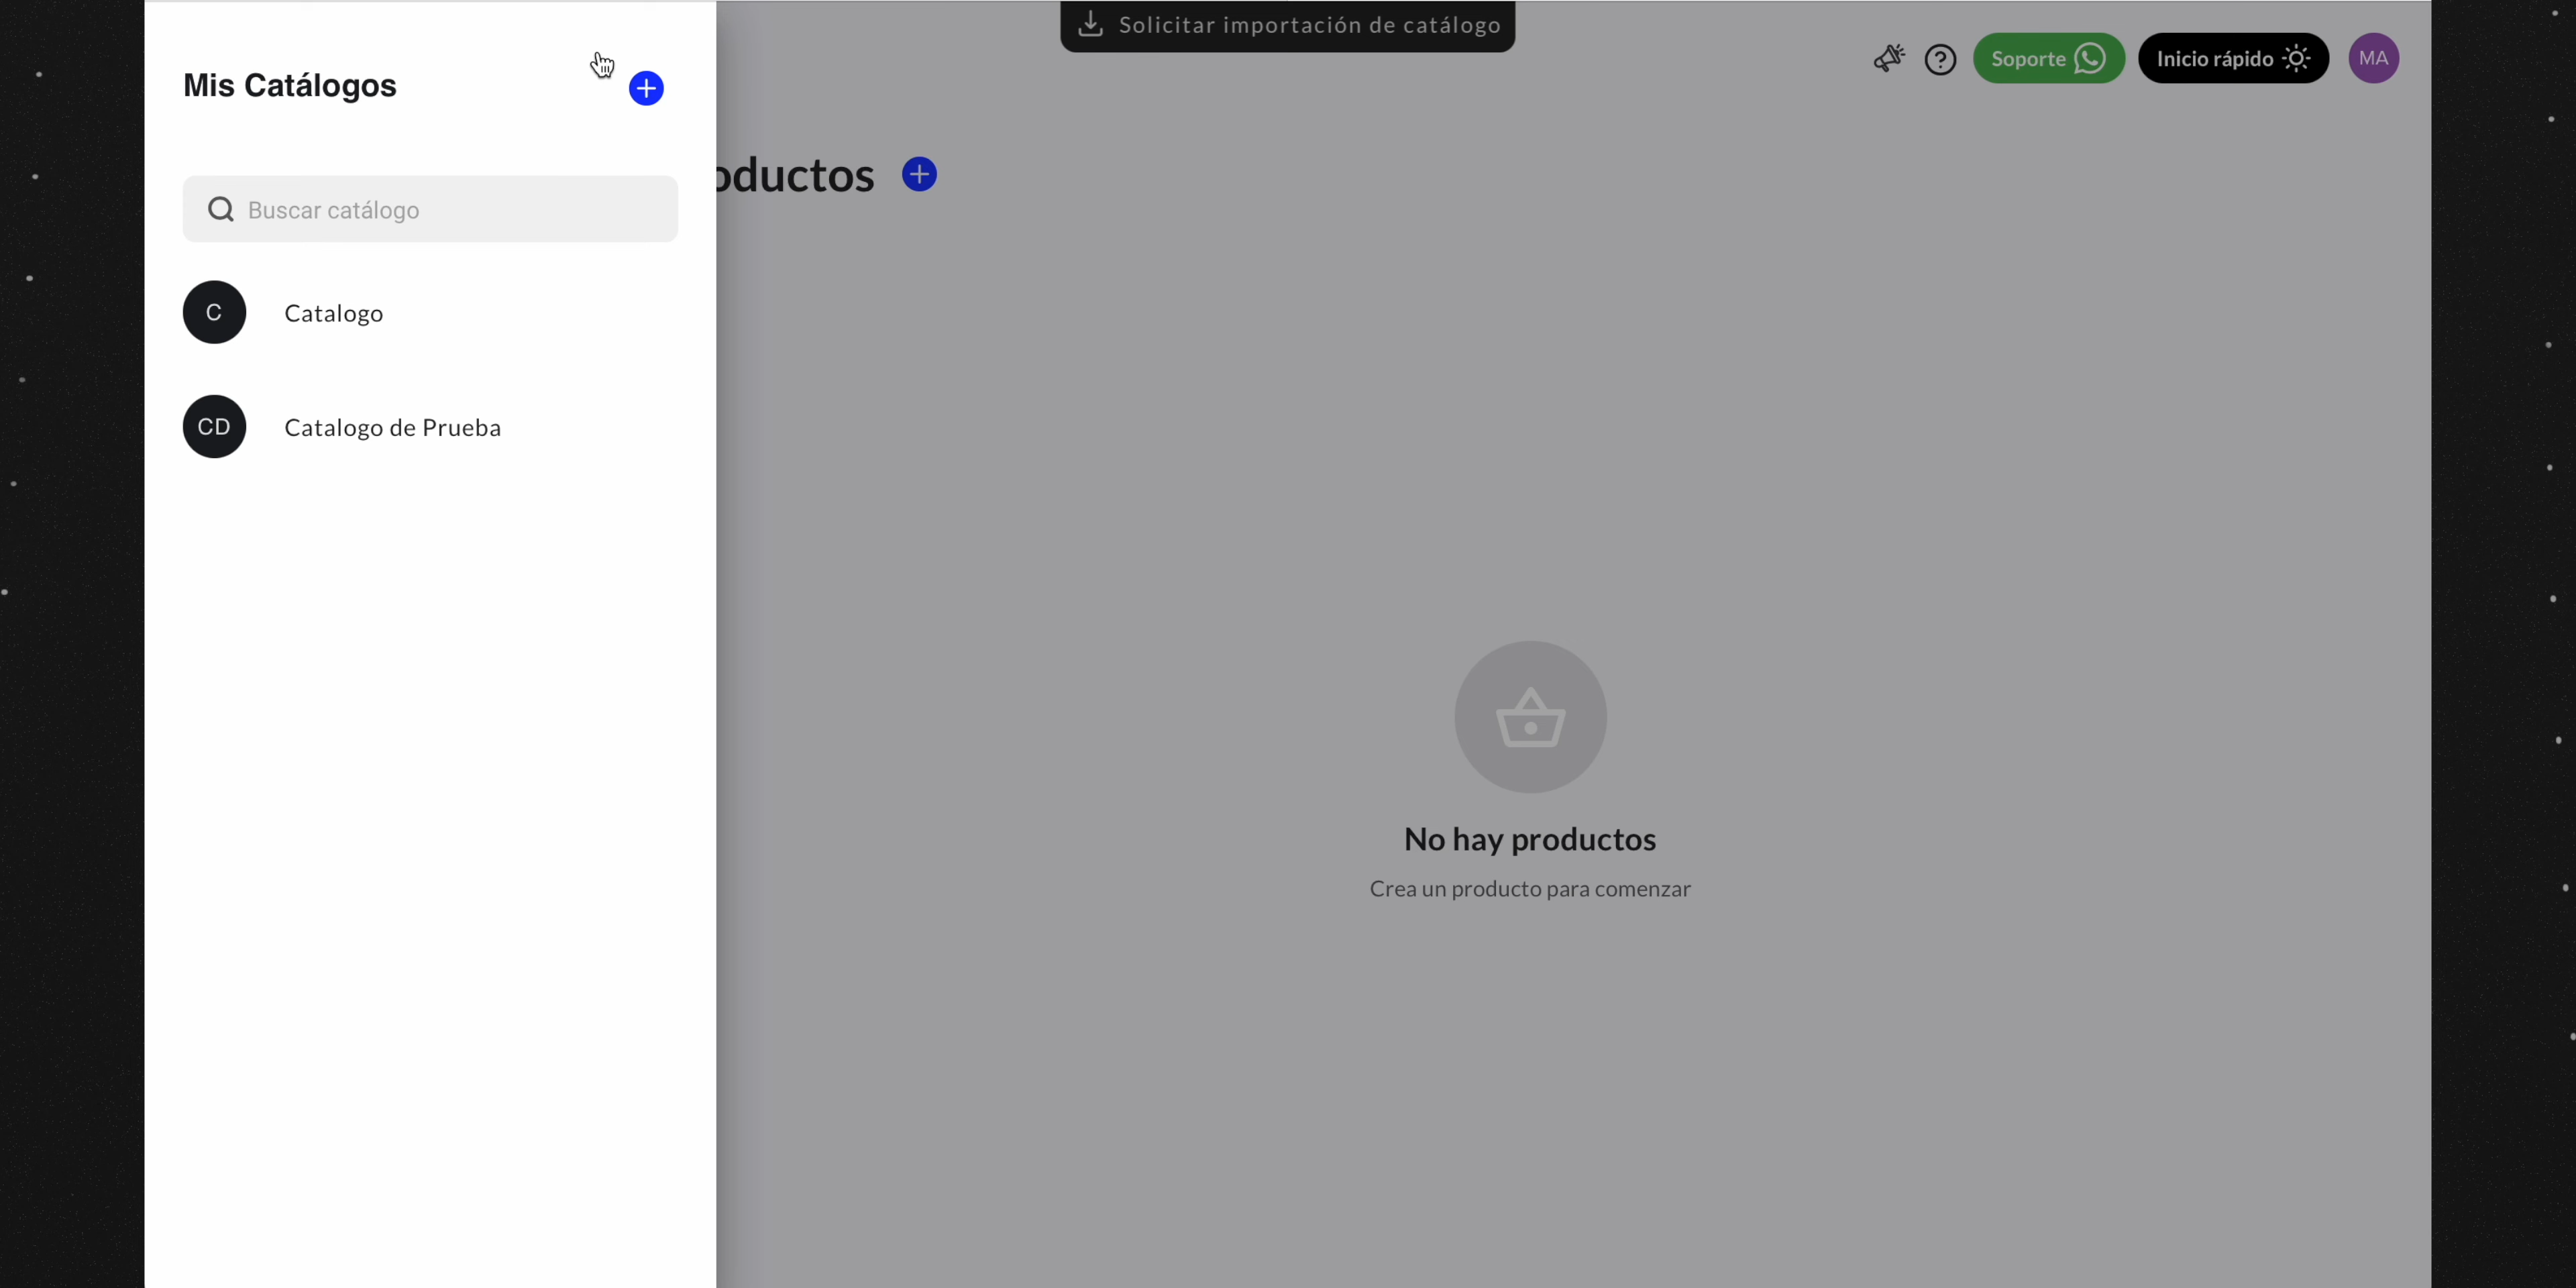 Solicitar importación de catálogo
Soporte
Inicio rápido
MA
Mis Catálogos
oductos
Buscar catálogo
C
Catalogo
CD
Catalogo de Prueba
No hay productos
Crea un producto para comenzar